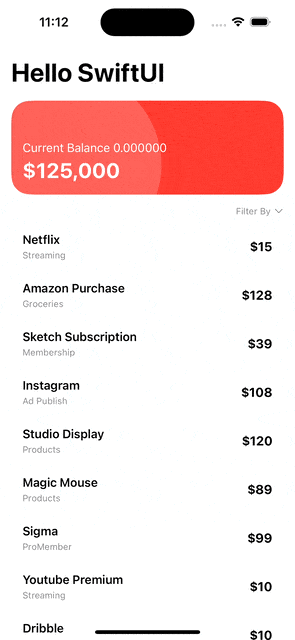 11:12
Hello SwiftUI
Current Balance 0.000000
$125,000
Filter By
Netflix
Streaming
$15
Amazon Purchase
Groceries
$128
Sketch Subscription
Membership
$39
Instagram
Ad Publish
$108
Studio Display
Products
$120
Magic Mouse
Products
$89
Sigma
ProMember
$99
Youtube Premium
Streaming
$10
Dribble
$10